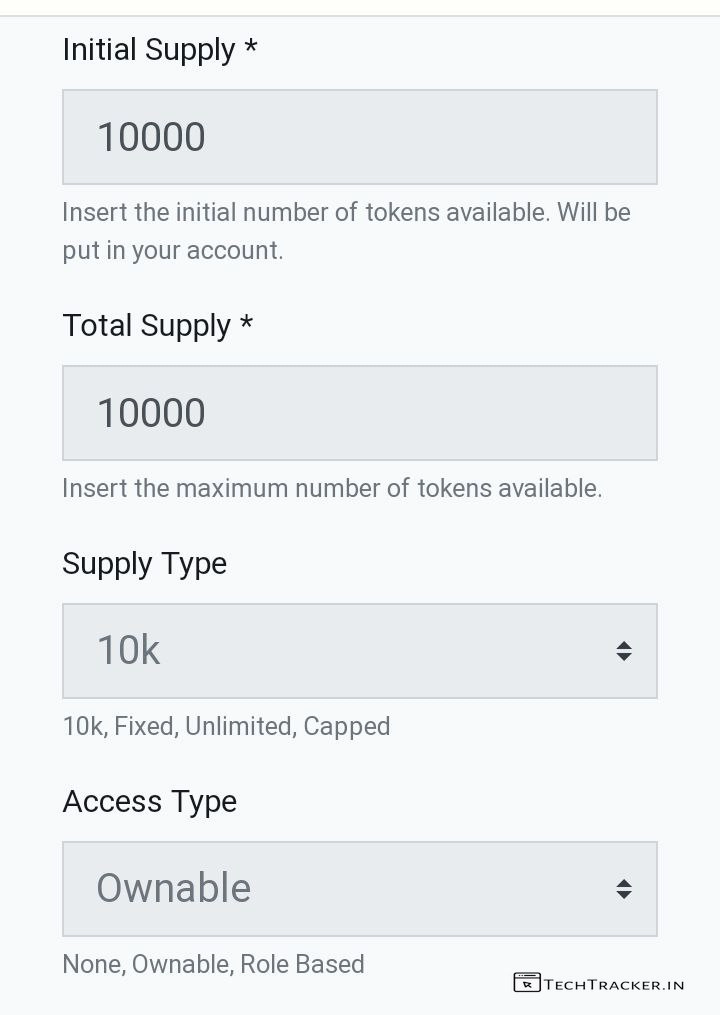 Initial Supply *
10000
Insert the initial number of tokens available. Will be
put in your account.
Total Supply *
10000
Insert the maximum number of tokens available.
Supply Type
10k
10k, Fixed, Unlimited, Capped
Access Type
Ownable
None, Ownable, Role Based
TECHTRACKER.IN